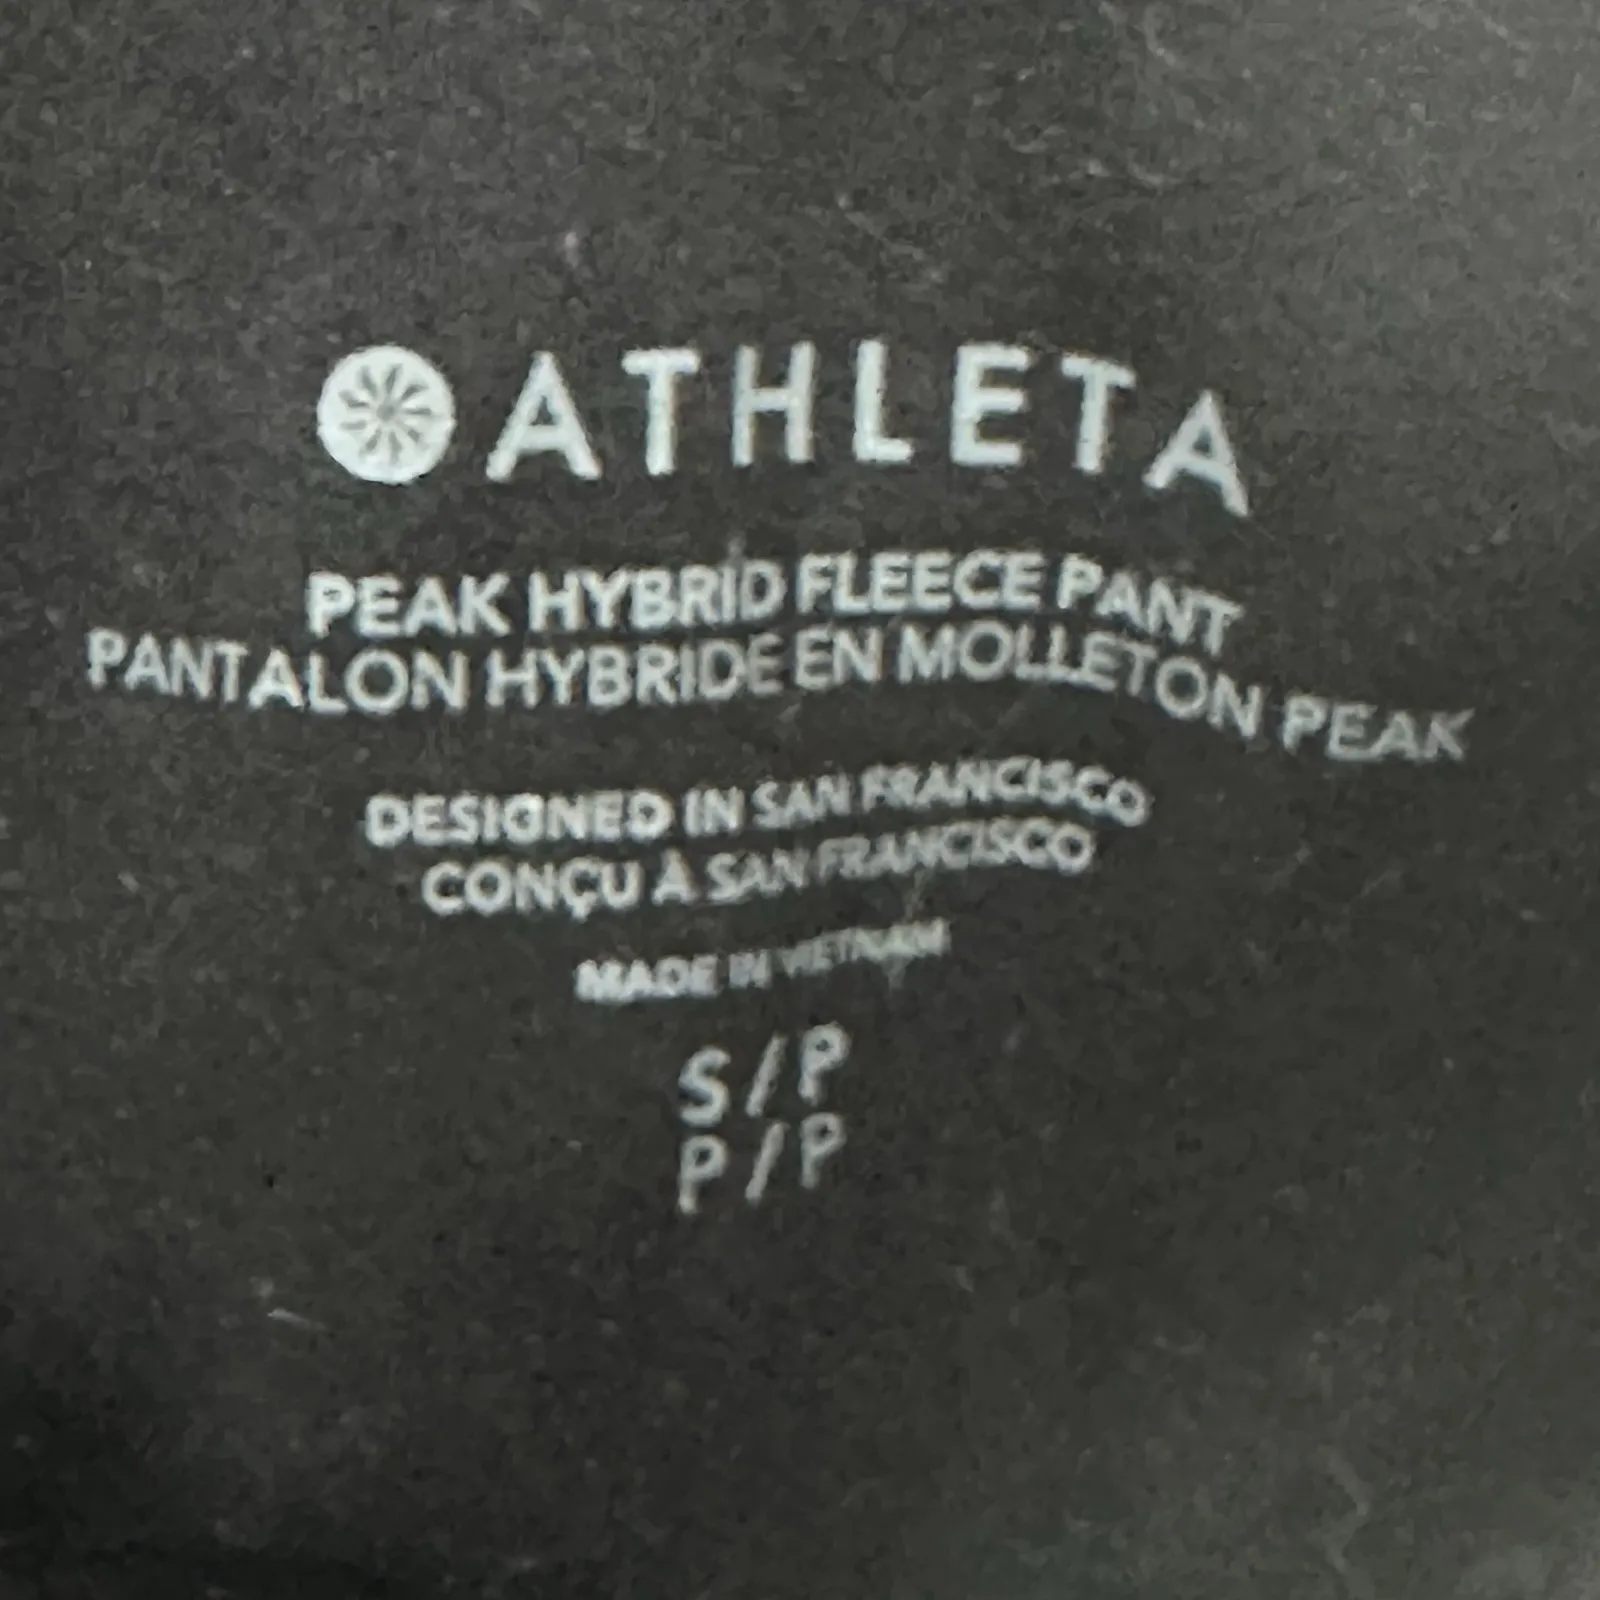 ATHLETA
PEAK HYBRID FLEECE PANT
PANTALON HYBRIDE EN MOLLETON PEAK
DESIGNED IN SAN FRANCISCO
CONÇU À SAN FRANCISCO
MADE IN VIETNAM
S / P
P / P